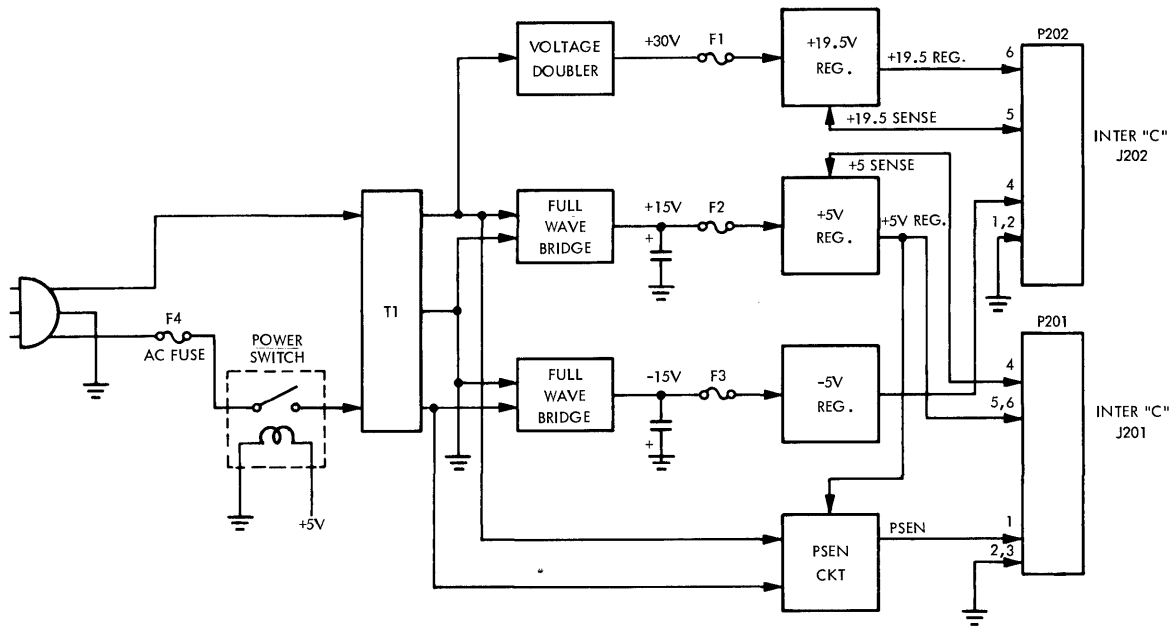 VOLTAGE
DOUBLER
+30V
F1
+19.5V
REG.
+19.5 REG.
+19.5 SENSE
P202
6
5
4
1,2
INTER "C"
J202
F4
AC FUSE
POWER
SWITCH
+5V
T1
FULL
WAVE
BRIDGE
+15V
+
F2
+5 SENSE
+5V
REG.
+5V REG.
FULL
WAVE
BRIDGE
-15V
+
F3
-5V
REG.
P201
4
5,6
1
2,3
INTER "C"
J201
PSEN
CKT
PSEN